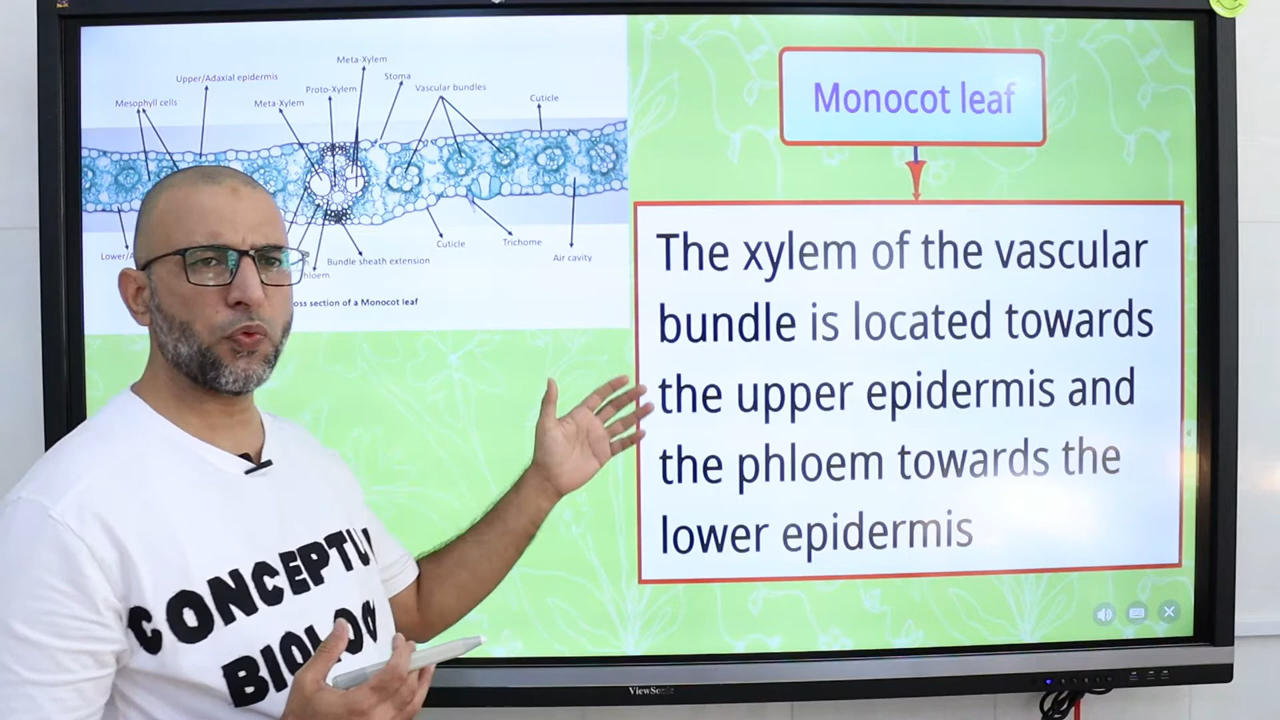 Meta-Xylem
Upper/Adaxial epidermis
Stoma
Proto-Xylem
Vascular bundles
Mesophyll cells
Meta-Xylem
Cuticle
Lower/A
Bundle sheath extension
hloem
Cuticle
Trichome
Air cavity
oss section of a Monocot leaf
Monocot leaf
The xylem of the vascular
bundle is located towards
the upper epidermis and
the phloem towards the
lower epidermis
CONCEPTU
BIOLOG
ViewSonic